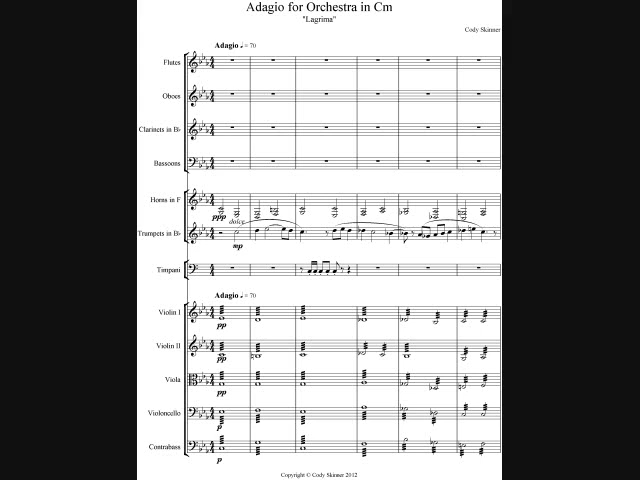 Adagio for Orchestra in Cm
"Lagrima"
Cody Skinner
Adagio ♩ = 70
Flutes
Oboes
Clarinets in B♭
Bassoons
Horns in F
ppp
dolce
Trumpets in B♭
mp
Timpani
Adagio ♩ = 70
Violin I
pp
Violin II
pp
Viola
pp
Violoncello
p
Contrabass
p
Copyright © Cody Skinner 2012